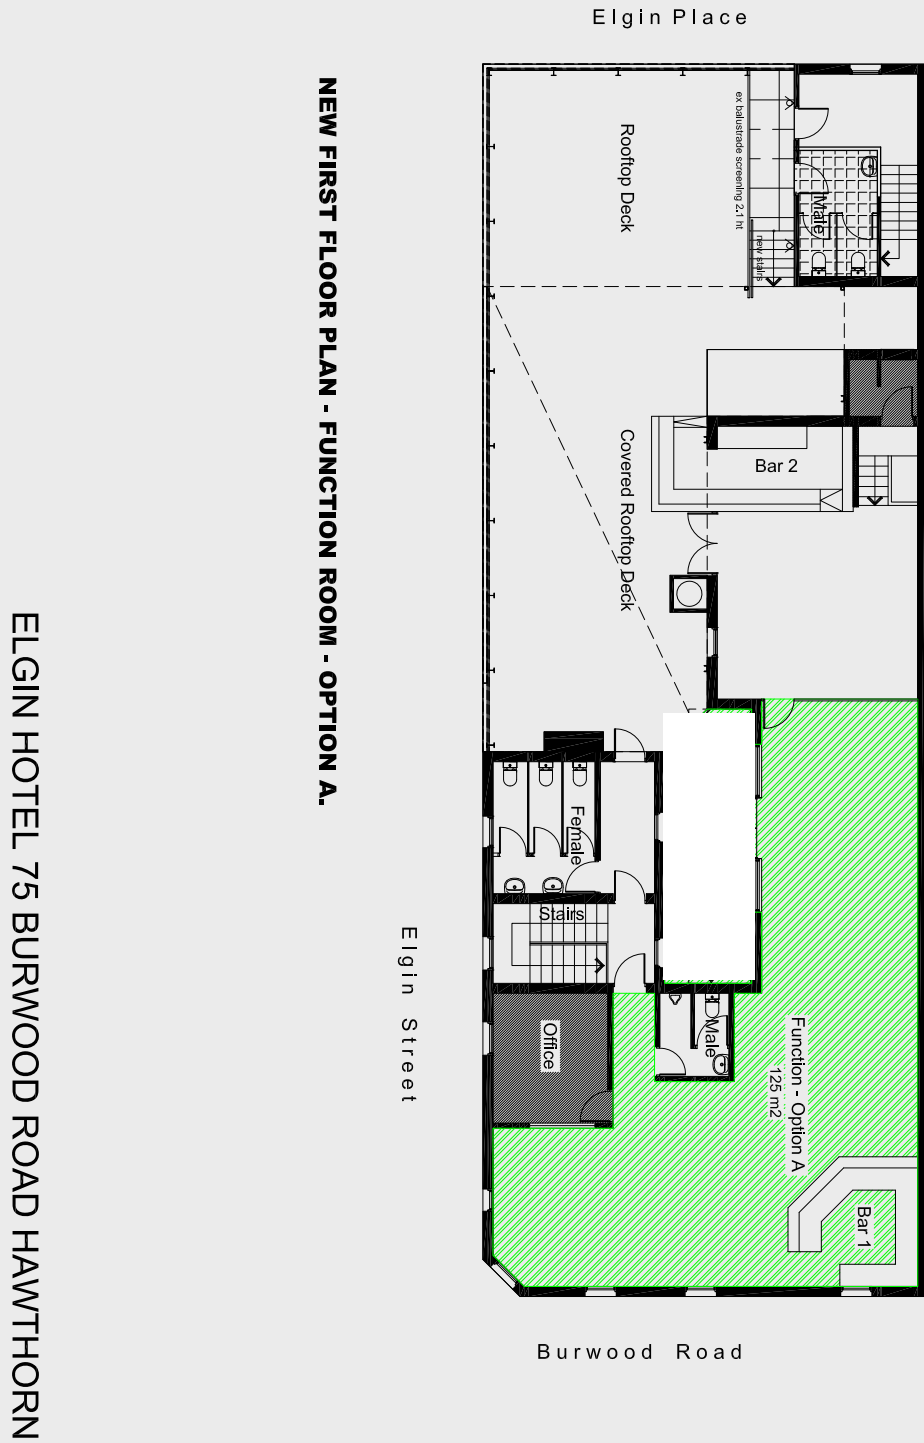 Elgin Place
NEW FIRST FLOOR PLAN - FUNCTION ROOM - OPTION A.
Rooftop Deck
ex balustrade screening 2.1 ht
new stairs
Male
Bar 2
Covered Rooftop Deck
Female
Stairs
Office
Male
Function - Option A
125 m2
Bar 1
Elgin Street
Burwood Road
ELGIN HOTEL 75 BURWOOD ROAD HAWTHORN